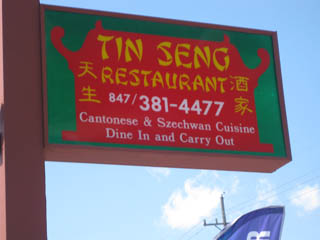 TIN SENG
RESTAURANT
天生
酒家
847/381-4477
Cantonese & Szechwan Cuisine
Dine In and Carry Out